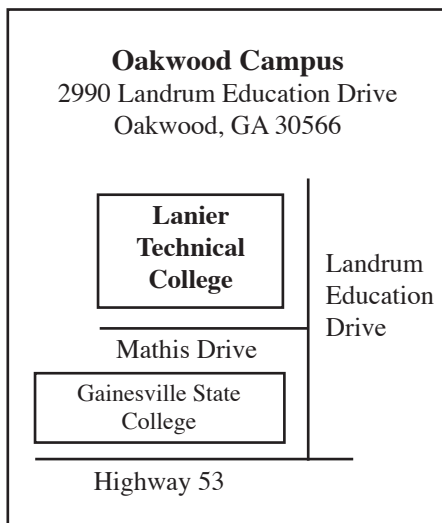 Oakwood Campus
2990 Landrum Education Drive
Oakwood, GA 30566
Lanier
Technical
College
Landrum
Education
Drive
Mathis Drive
Gainesville State
College
Highway 53